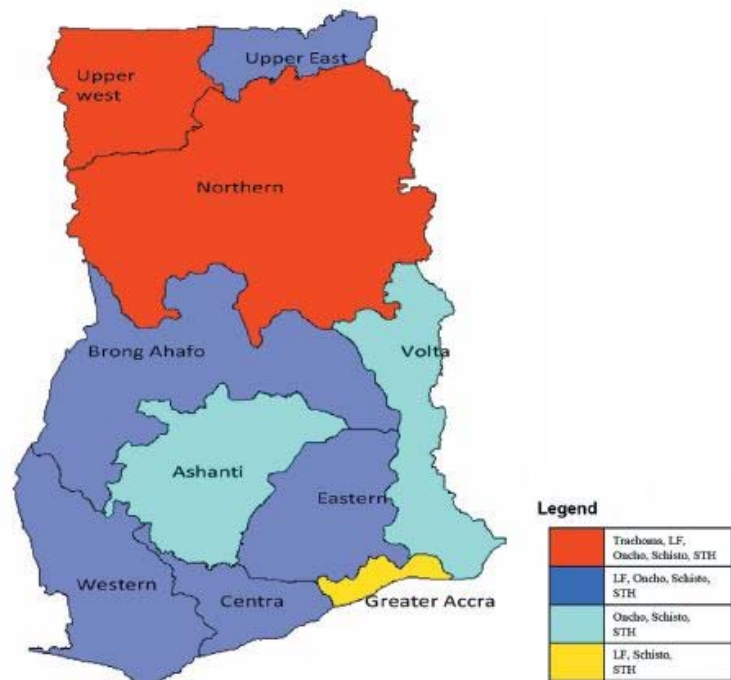 Upper East
Upper
west
Northern
Brong Ahafo
Volta
Ashanti
Eastern
Western
Centra
Greater Accra
Legend
Trachoma, LF,
Oncho, Schisto, STH
LF, Oncho, Schisto,
STH
Oncho, Schisto,
STH
LF, Schisto,
STH